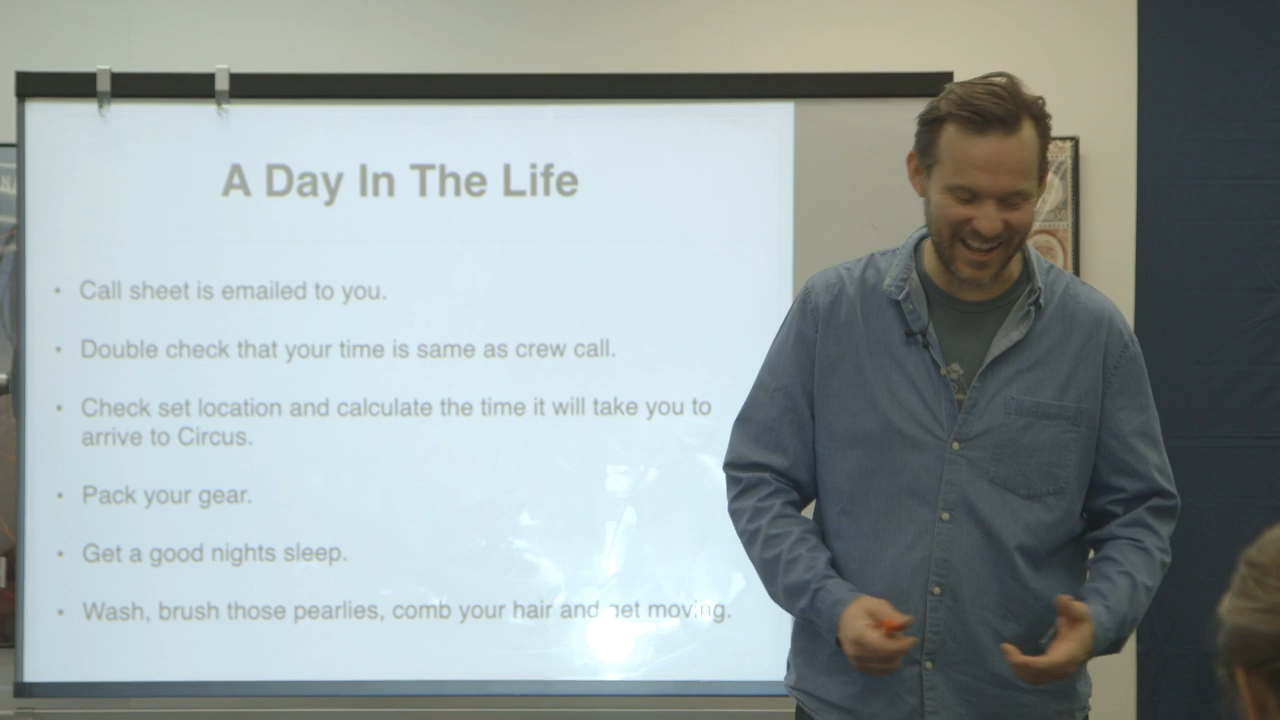 A Day In The Life
• Call sheet is emailed to you.
• Double check that your time is same as crew call.
• Check set location and calculate the time it will take you to
arrive to Circus.
• Pack your gear.
• Get a good nights sleep.
• Wash, brush those pearlies, comb your hair and get moving.